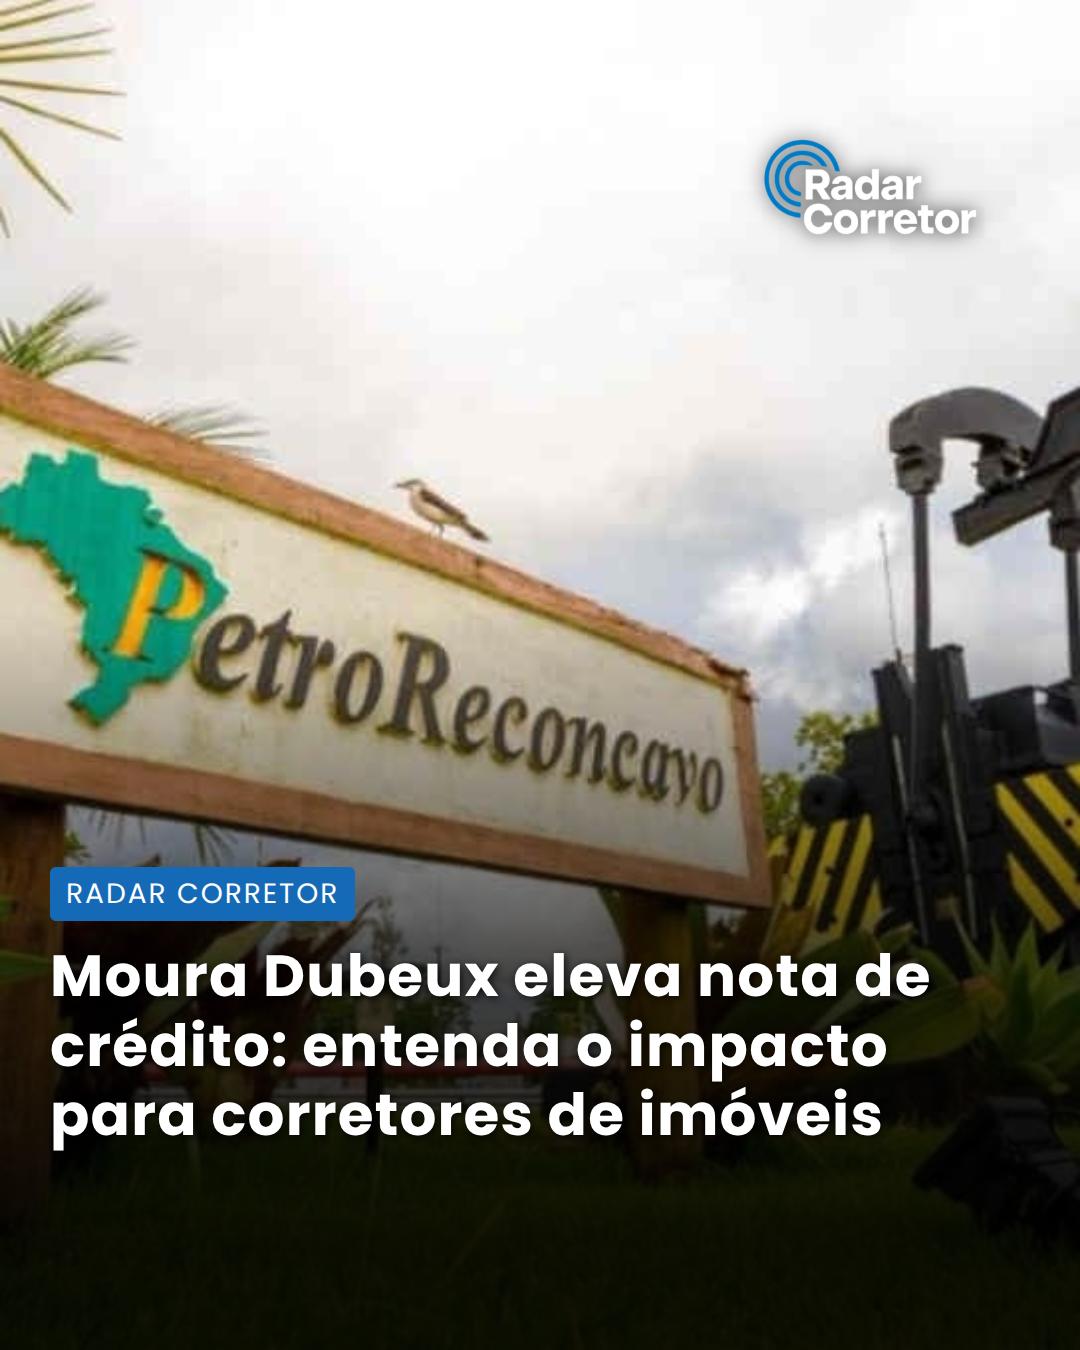 Radar
Corretor
PetroReconcavo
RADAR CORRETOR
Moura Dubeux eleva nota de
crédito: entenda o impacto
para corretores de imóveis